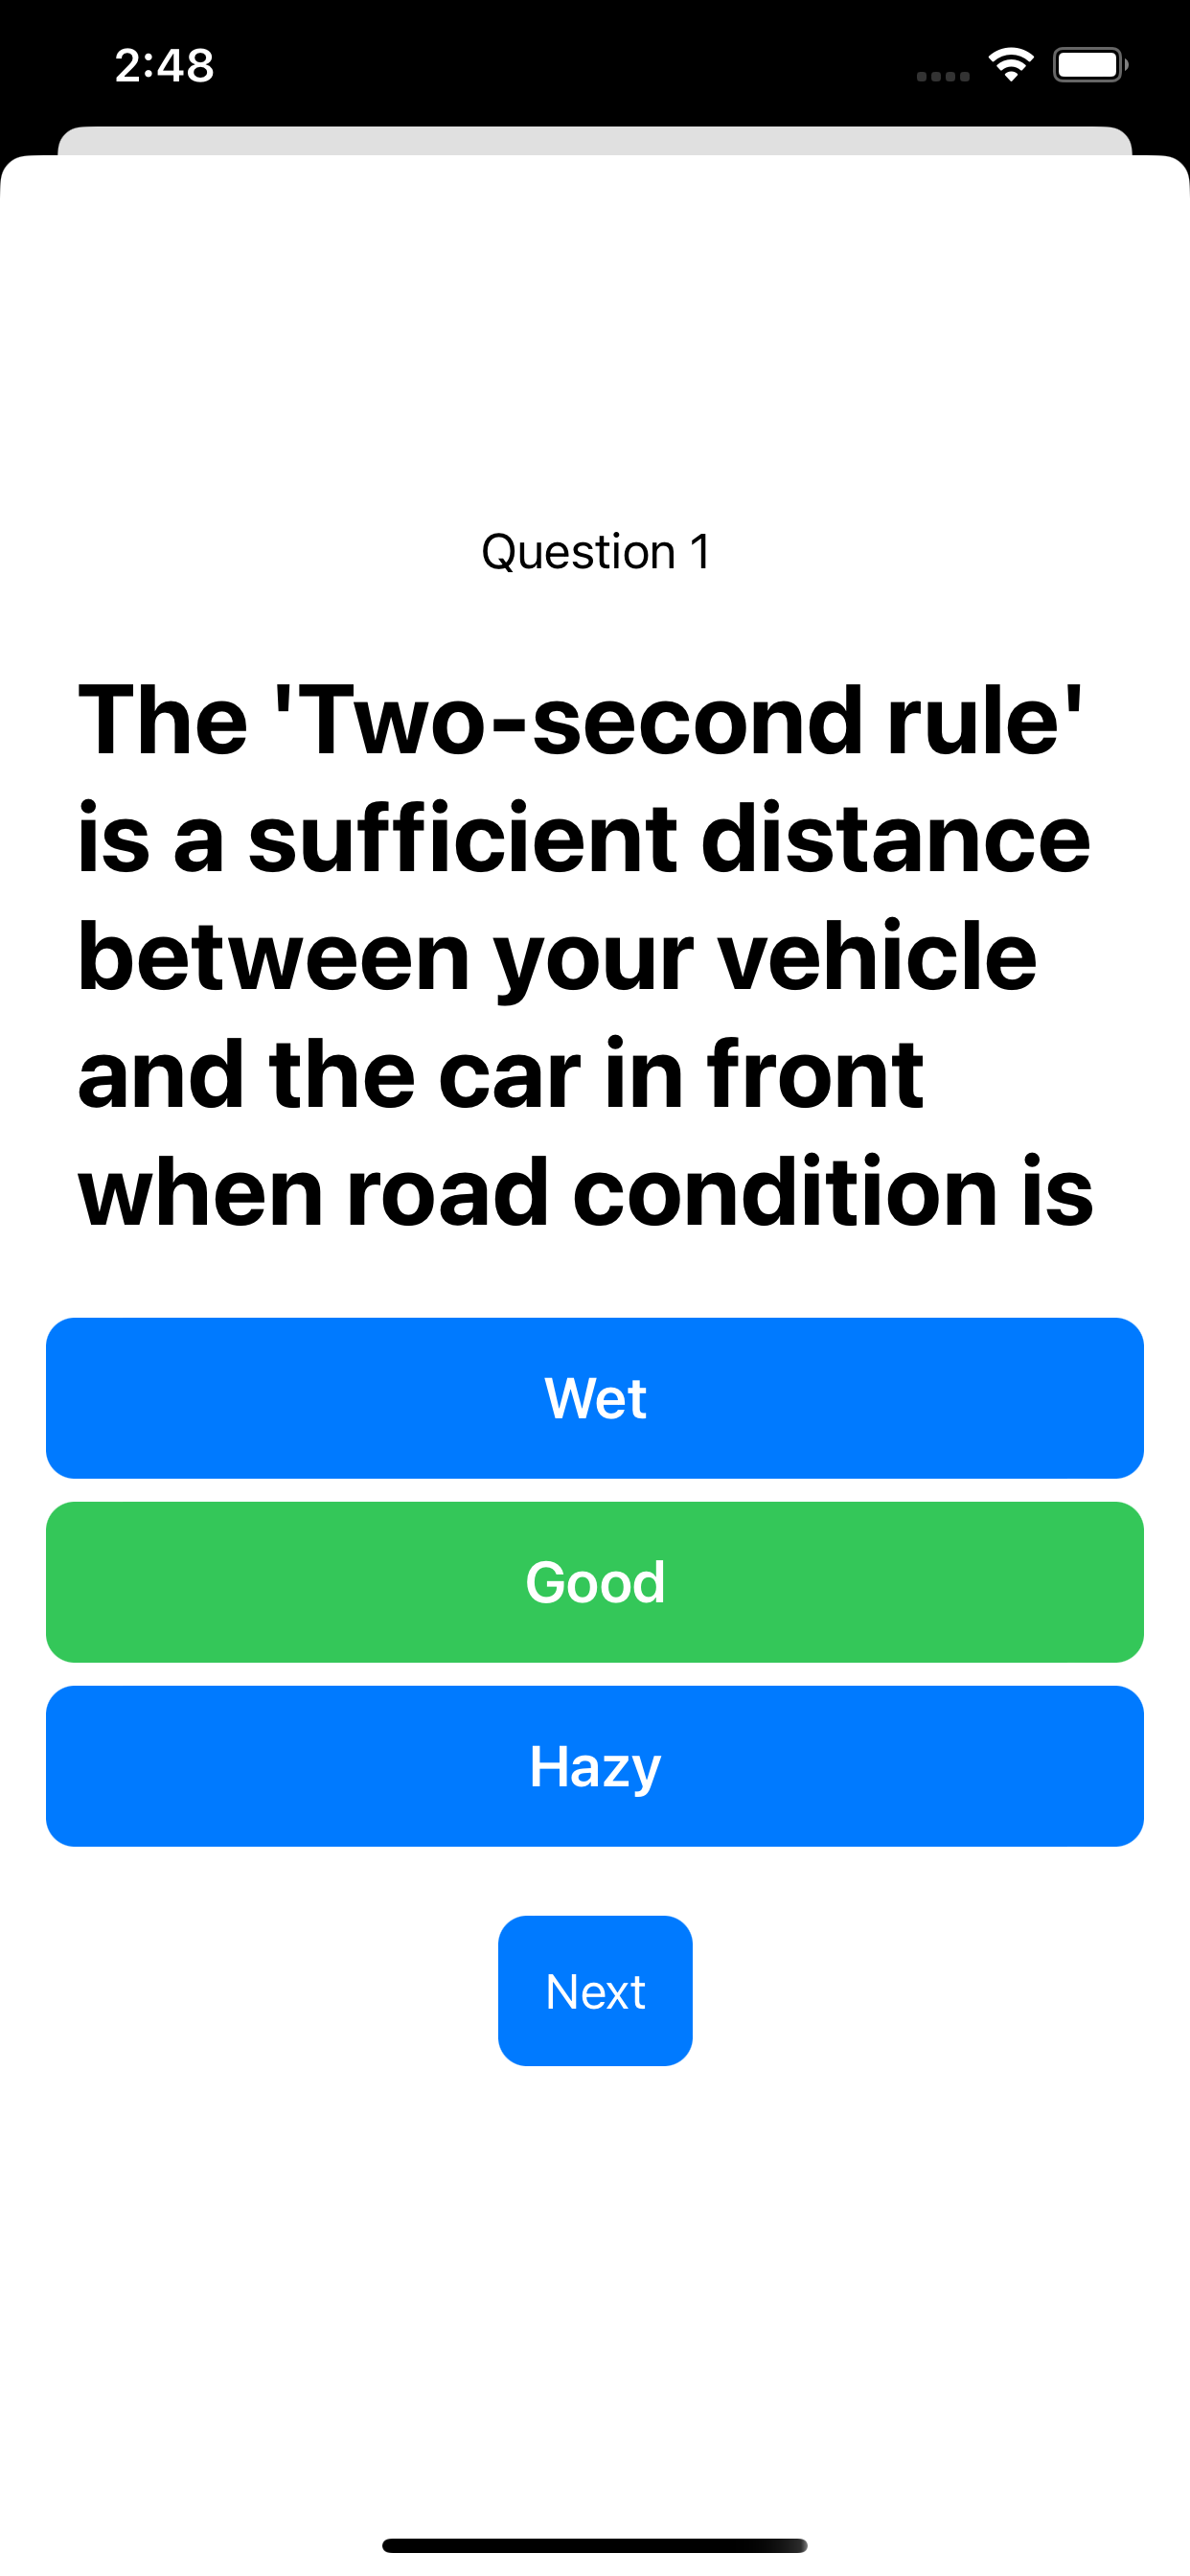 2:48
Question 1
The 'Two-second rule'
is a sufficient distance
between your vehicle
and the car in front
when road condition is
Wet
Good
Hazy
Next